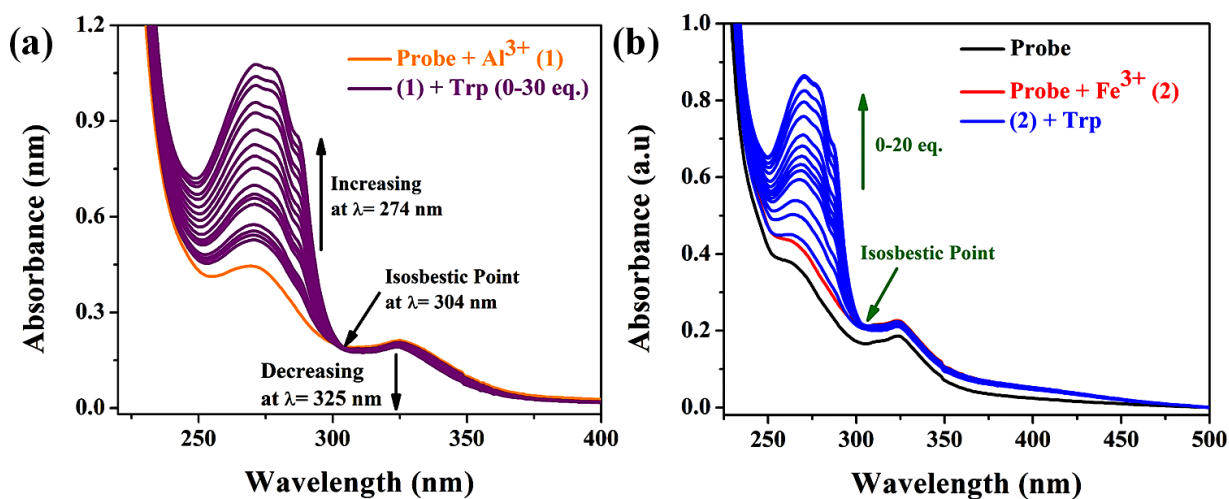 (a)
Probe + Al³⁺ (1)
(1) + Trp (0-30 eq.)
Increasing
at λ= 274 nm
Isosbestic Point
at λ= 304 nm
Decreasing
at λ= 325 nm
Absorbance (nm)
1.2
0.9
0.6
0.3
0.0
250
300
350
400
Wavelength (nm)
(b)
Probe
Probe + Fe³⁺ (2)
(2) + Trp
0-20 eq.
Isosbestic Point
Absorbance (a.u)
1.0
0.8
0.6
0.4
0.2
0.0
250
300
350
400
450
500
Wavelength (nm)